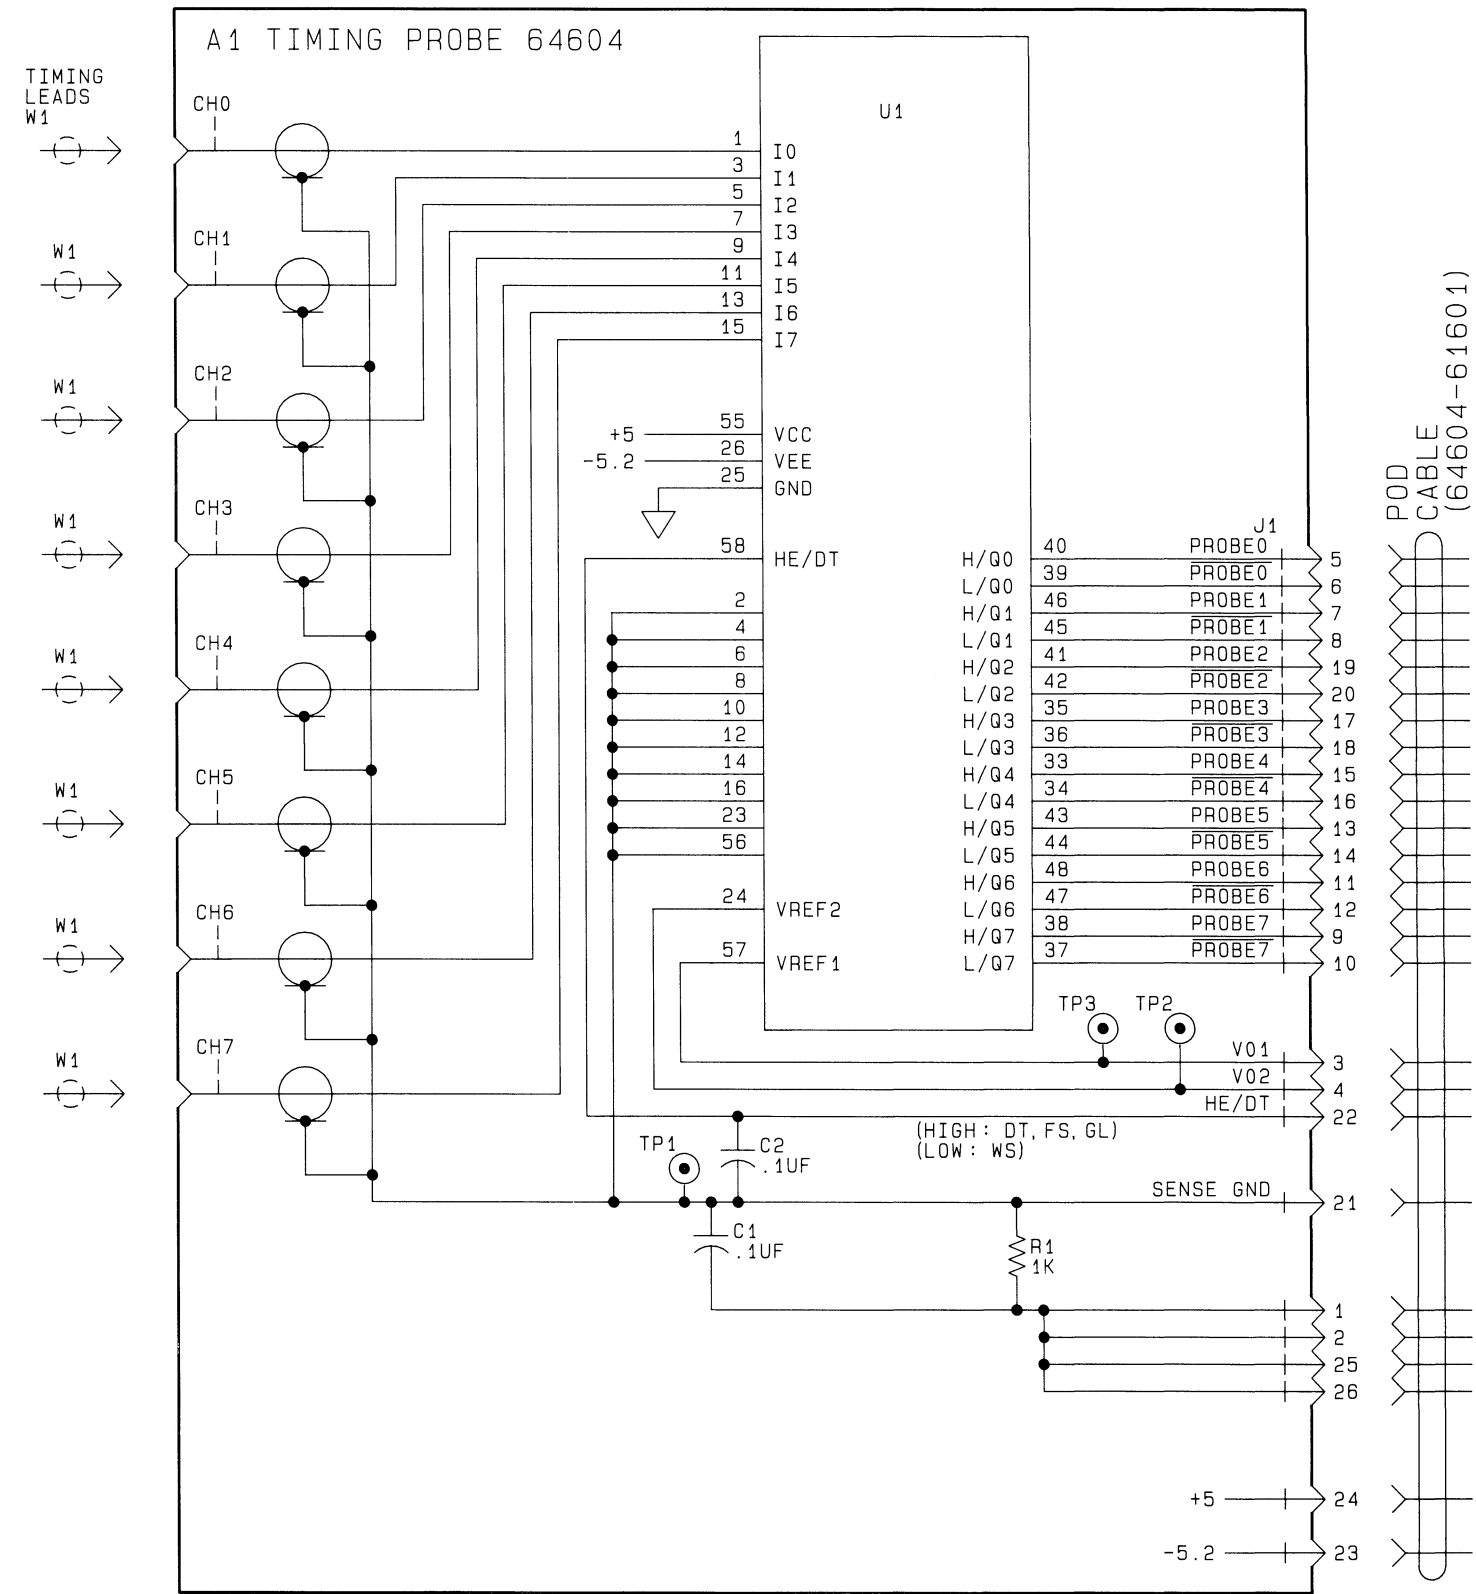 A1 TIMING PROBE 64604
TIMING
LEADS
W1
CH0
W1
CH1
W1
CH2
W1
CH3
W1
CH4
W1
CH5
W1
CH6
W1
CH7
U1
1 I0
3 I1
5 I2
7 I3
9 I4
11 I5
13 I6
15 I7
+5 55 VCC
-5.2 26 VEE
25 GND
58 HE/DT
2
4
6
8
10
12
14
16
23
56
24 VREF2
57 VREF1
J1
H/Q0 40 PROBE0 5
L/Q0 39 PROBE0 6
H/Q1 46 PROBE1 7
L/Q1 45 PROBE1 8
H/Q2 41 PROBE2 19
L/Q2 42 PROBE2 20
H/Q3 35 PROBE3 17
L/Q3 36 PROBE3 18
H/Q4 33 PROBE4 15
L/Q4 34 PROBE4 16
H/Q5 43 PROBE5 13
L/Q5 44 PROBE5 14
H/Q6 48 PROBE6 11
L/Q6 47 PROBE6 12
H/Q7 38 PROBE7 9
L/Q7 37 PROBE7 10
TP3 TP2
V01 3
V02 4
HE/DT 22
(HIGH: DT, FS, GL)
(LOW: WS)
TP1
C2
.1UF
SENSE GND 21
C1
.1UF
R1
1K
1
2
25
26
+5 24
-5.2 23
POD
CABLE
(64604-61601)